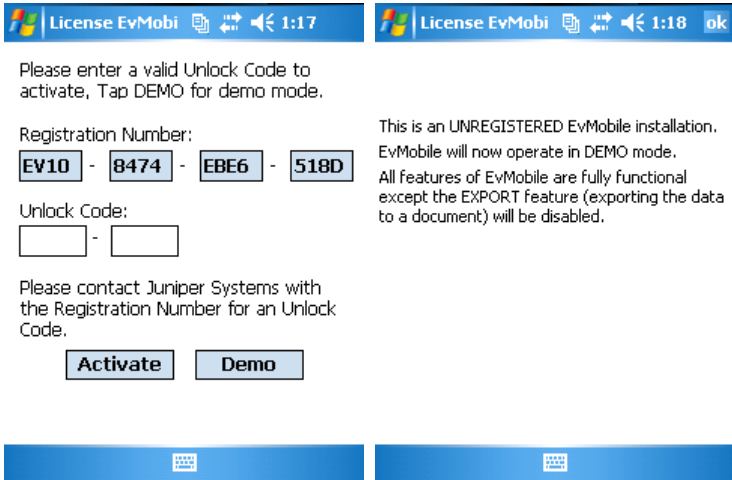 License EvMobi 1:17
Please enter a valid Unlock Code to
activate, Tap DEMO for demo mode.
Registration Number:
EV10 - 8474 - EBE6 - 518D
Unlock Code:
-
Please contact Juniper Systems with
the Registration Number for an Unlock
Code.
Activate Demo
License EvMobi 1:18 ok
This is an UNREGISTERED EvMobile installation.
EvMobile will now operate in DEMO mode.
All features of EvMobile are fully functional
except the EXPORT feature (exporting the data
to a document) will be disabled.